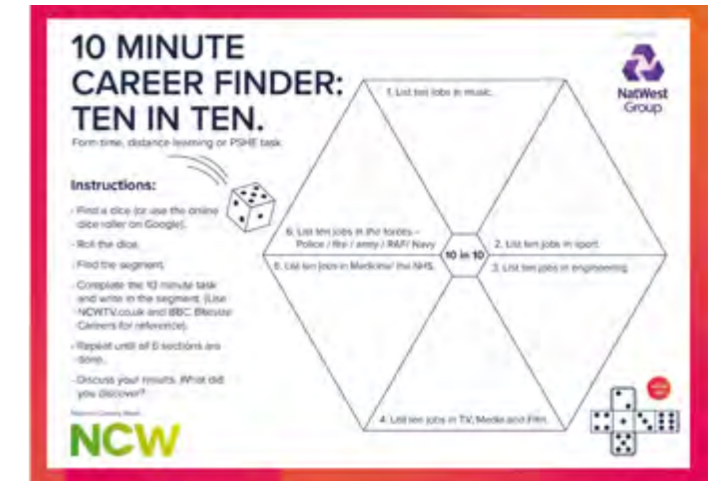 10 MINUTE
CAREER FINDER:
TEN IN TEN.
Form time, distance learning or PSHE task
NatWest
Group
Instructions:
- Find a dice (or use the online
dice roller on Google).
- Roll the dice.
- Find the segment.
- Complete the 10 minute task
and write in the segment. (Use
NCWTV.co.uk and BBC Bitesize
Careers for reference).
- Repeat until all 6 sections are
done.
- Discuss your results. What did
you discover?
1. List ten jobs in music.
6. List ten jobs in the forces –
Police / fire / army / RAF/ Navy
10 in 10
2. List ten jobs in sport.
5. List ten jobs in Medicine/ the NHS.
3. List ten jobs in engineering.
4. List ten jobs in TV, Media and Film.
National Careers Week
NCW